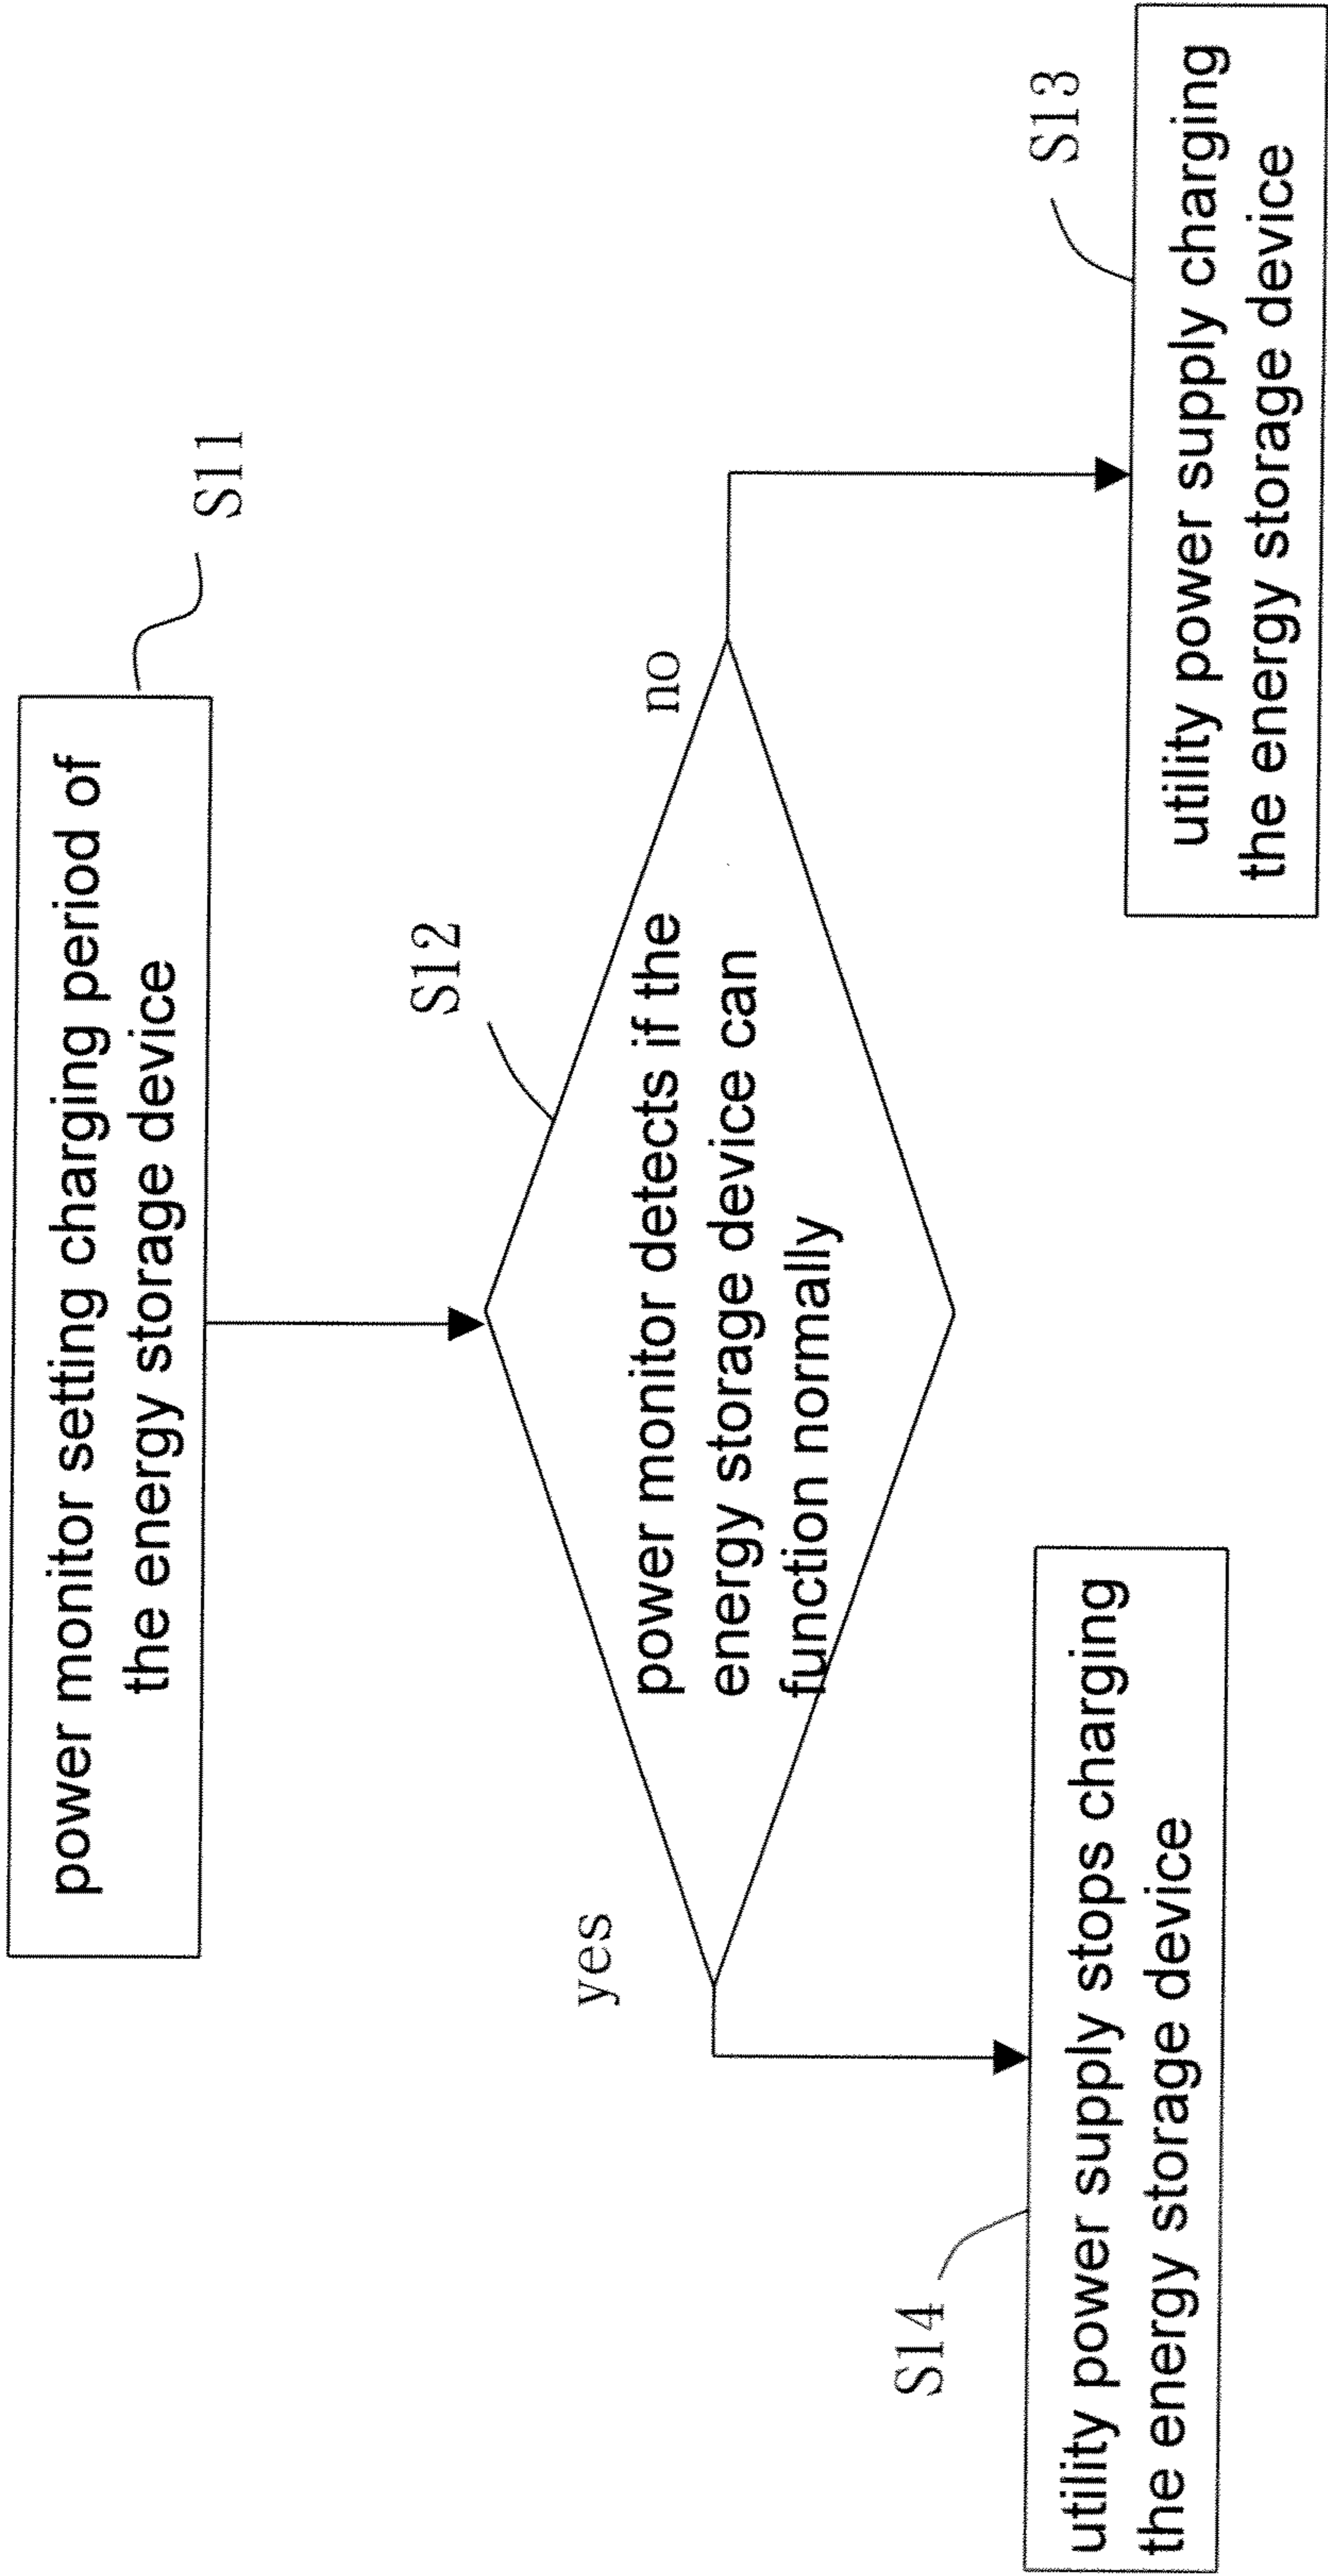 power monitor setting charging period of
the energy storage device
S11
S12
power monitor detects if the
energy storage device can
function normally
yes
no
S14
utility power supply stops charging
the energy storage device
S13
utility power supply charging
the energy storage device